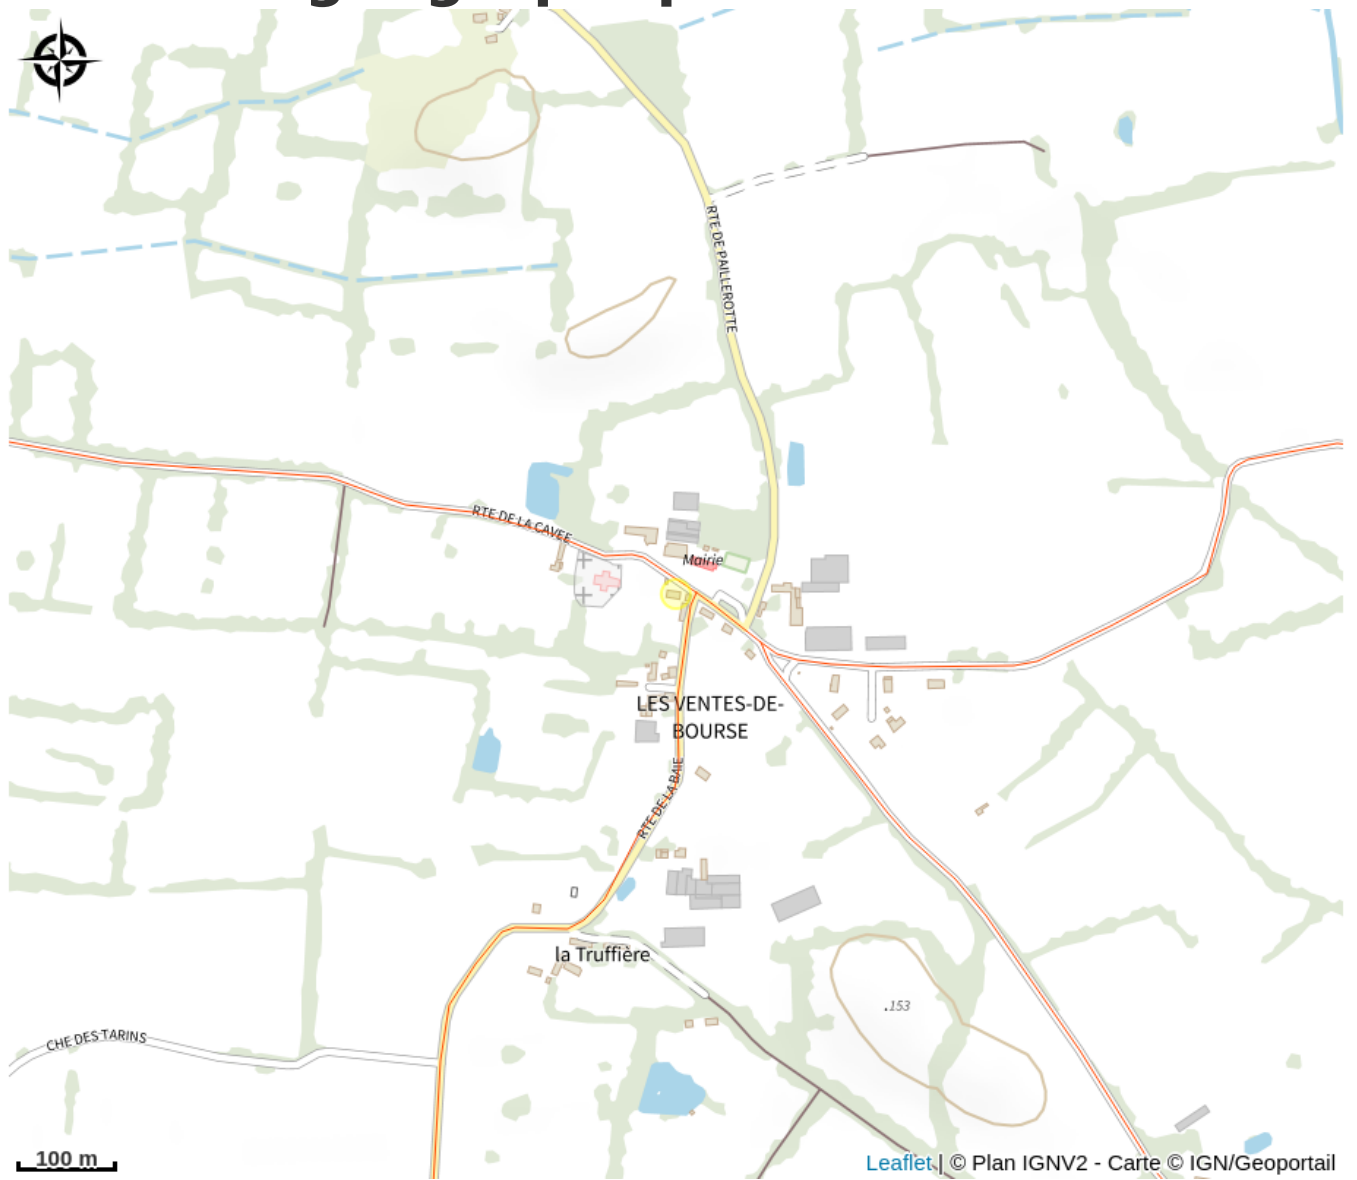 RTE DE PAILLEROTTE
RTE DE LA CAVEE
Mairie
LES VENTES-DE-
BOURSE
RTE DE LA BAIE
la Truffière
.153
CHE DES TARINS
100 m
Leaflet | © Plan IGNV2 - Carte © IGN/Geoportail